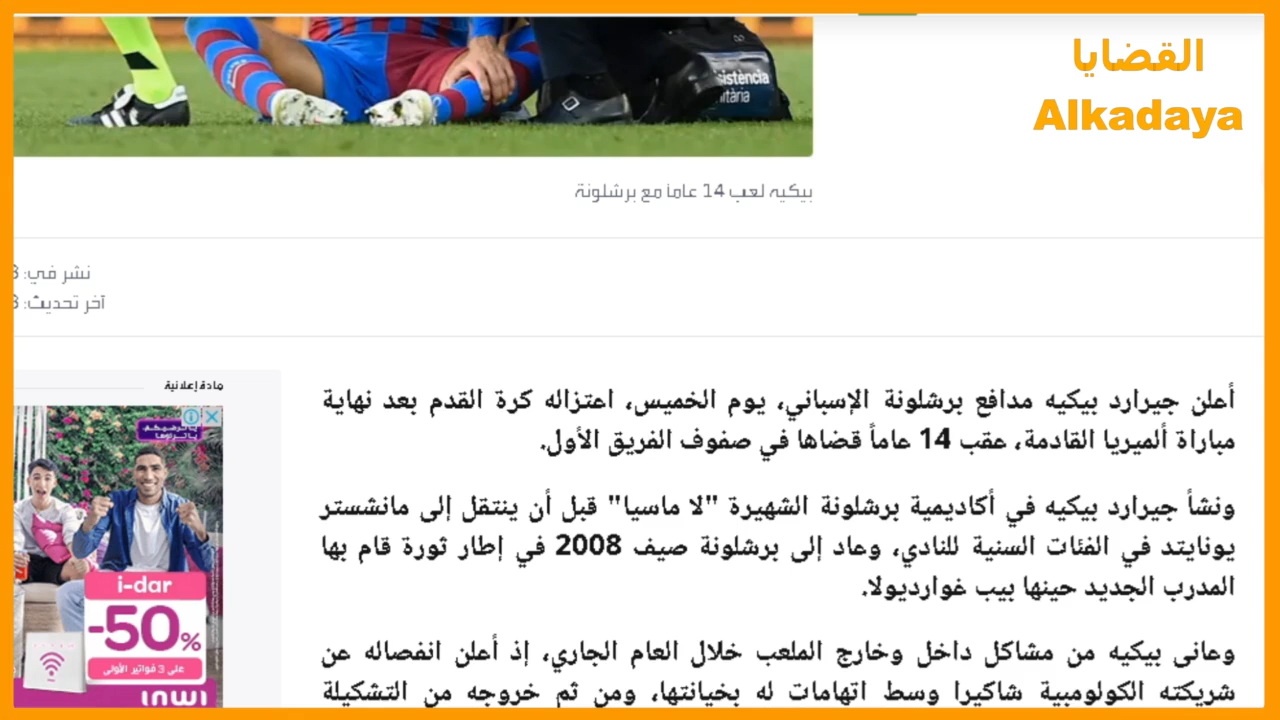 القضايا
Alkadaya
sistència
itària
بيكيه لعب 14 عاما مع برشلونة
نشر في:
آخر تحديث:
مادة إعلانية
أعلن جيرارد بيكيه مدافع برشلونة الإسباني، يوم الخميس، اعتزاله كرة القدم بعد نهاية
مباراة ألميريا القادمة، عقب 14 عاماً قضاها في صفوف الفريق الأول.
ونشأ جيرارد بيكيه في أكاديمية برشلونة الشهيرة "لا ماسيا" قبل أن ينتقل إلى مانشستر
يونايتد في الفئات السنية للنادي، وعاد إلى برشلونة صيف 2008 في إطار ثورة قام بها
المدرب الجديد حينها بيب غوارديولا.
وعانى بيكيه من مشاكل داخل وخارج الملعب خلال العام الجاري، إذ أعلن انفصاله عن
شريكته الكولومبية شاكيرا وسط اتهامات له بخيانتها، ومن ثم خروجه من التشكيلة
i-dar
-50%
على 3 فواتير الأولى
inwi